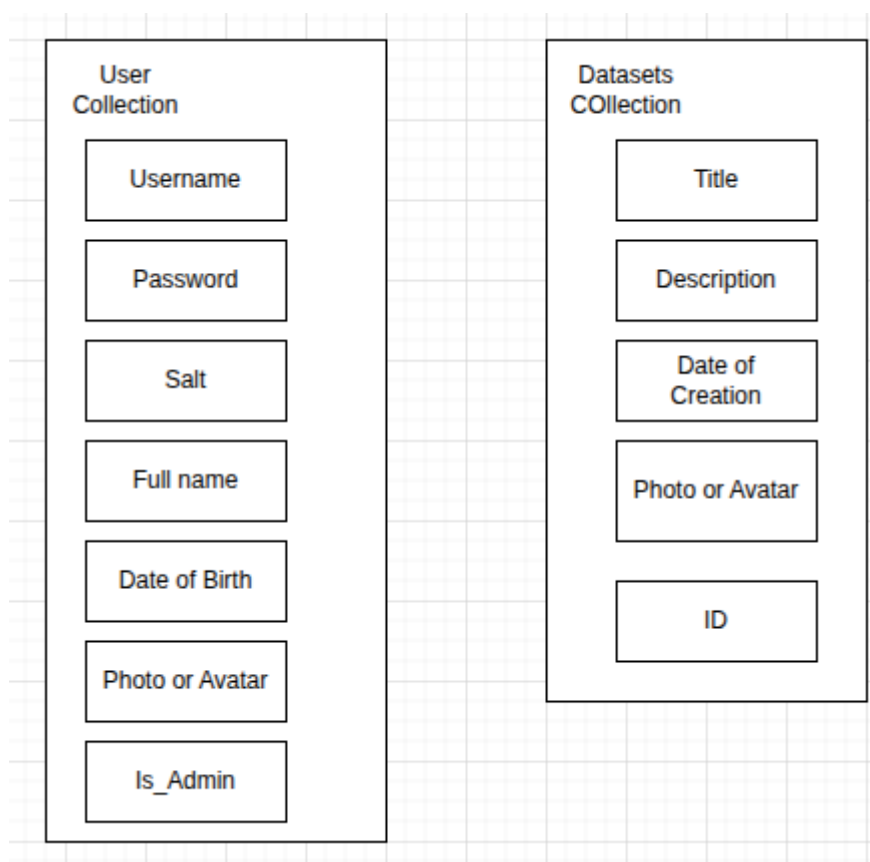 User
Collection
Username
Password
Salt
Full name
Date of Birth
Photo or Avatar
Is_Admin
Datasets
COllection
Title
Description
Date of
Creation
Photo or Avatar
ID